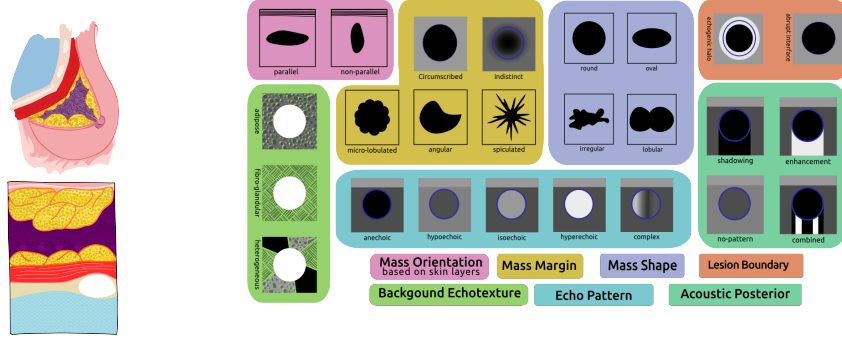 parallel
non-parallel
Circumscribed
indistinct
micro-lobulated
angular
spiculated
round
oval
irregular
lobular
echogenic halo
abrupt interface
adipose
fibro-glandular
heterogeneous
anechoic
hypoechoic
isoechoic
hyperechoic
complex
shadowing
enhancement
no-pattern
combined
Mass Orientation
based on skin layers
Mass Margin
Mass Shape
Lesion Boundary
Backgound Echotexture
Echo Pattern
Acoustic Posterior